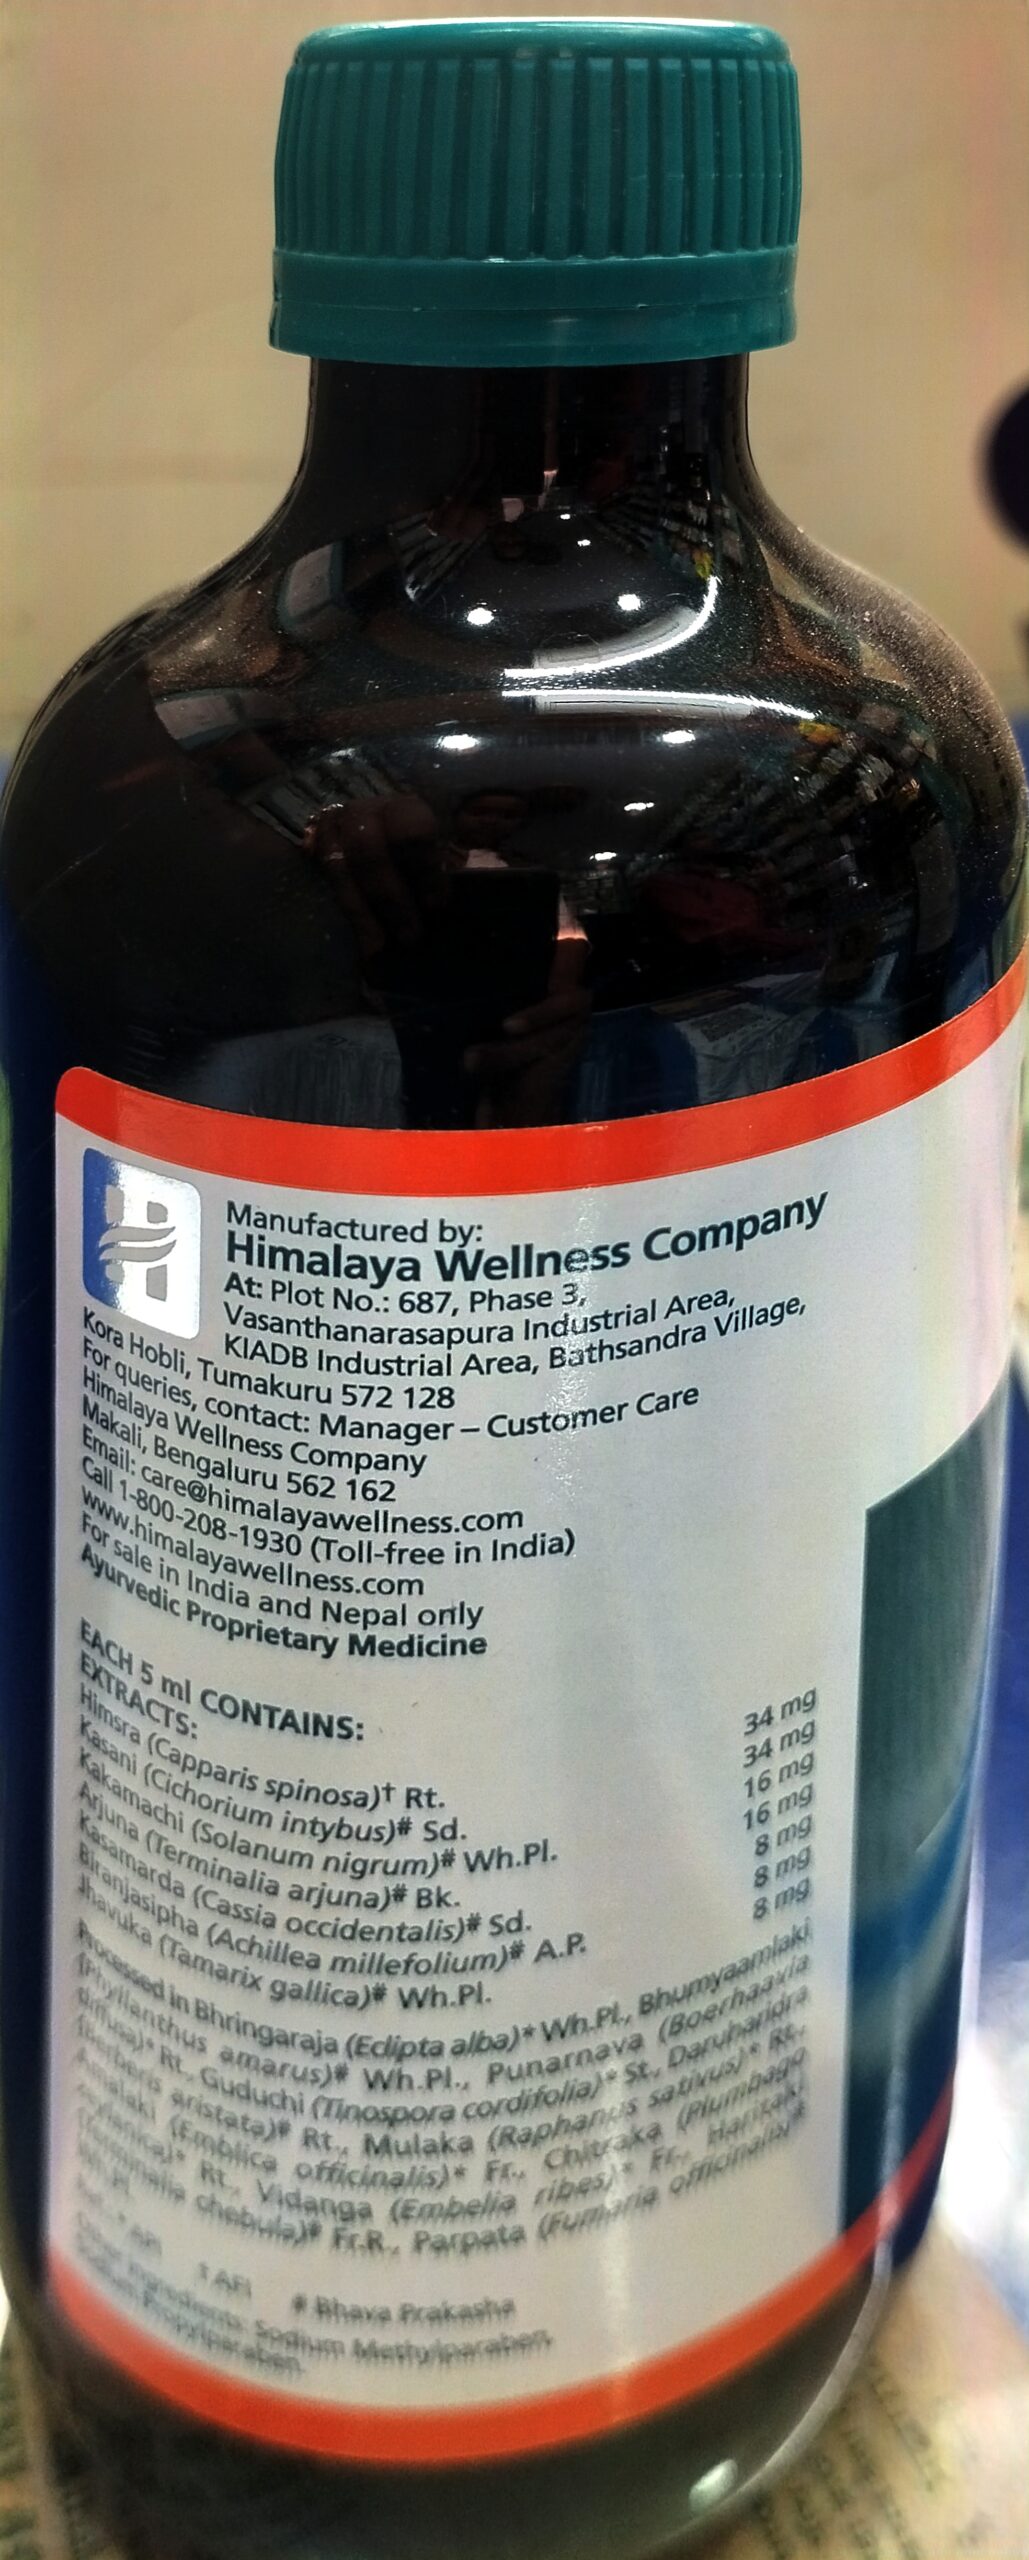 Manufactured by:
Himalaya Wellness Company
At: Plot No.: 687, Phase 3,
Vasanthanarasapura Industrial Area,
KIADB Industrial Area, Bathsandra Village,
Kora Hobli, Tumakuru 572 128
For queries, contact: Manager – Customer Care
Himalaya Wellness Company
Makali, Bengaluru 562 162
Email: care@himalayawellness.com
Call 1-800-208-1930 (Toll-free in India)
www.himalayawellness.com
For sale in India and Nepal only
Ayurvedic Proprietary Medicine
EACH 5 ml CONTAINS:
EXTRACTS:
Himsra (Capparis spinosa)† Rt. 34 mg
Kasani (Cichorium intybus)# Sd. 34 mg
Kakamachi (Solanum nigrum)# Wh.Pl. 16 mg
Arjuna (Terminalia arjuna)# Bk. 16 mg
Kasamarda (Cassia occidentalis)# Sd. 8 mg
Biranjasipha (Achillea millefolium)# A.P. 8 mg
Jhavuka (Tamarix gallica)# Wh.Pl. 8 mg
Processed in Bhringaraja (Eclipta alba)* Wh.Pl., Bhumyaamlaki
(Phyllanthus amarus)# Wh.Pl., Punarnava (Boerhaavia
diffusa)* Rt., Guduchi (Tinospora cordifolia)* St., Daruharidra
(Berberis aristata)# Rt., Mulaka (Raphanus sativus)* Rt.,
Amalaki (Emblica officinalis)* Fr., Chitraka (Plumbago
zeylanica)* Rt., Vidanga (Embelia ribes)* Fr., Haritaki
(Terminalia chebula)# Fr.R., Parpata (Fumaria officinalis)#
Wh.Pl.
# Bhava Prakasha
Other Ingredients: Sodium Methylparaben,
Sodium Propylparaben.